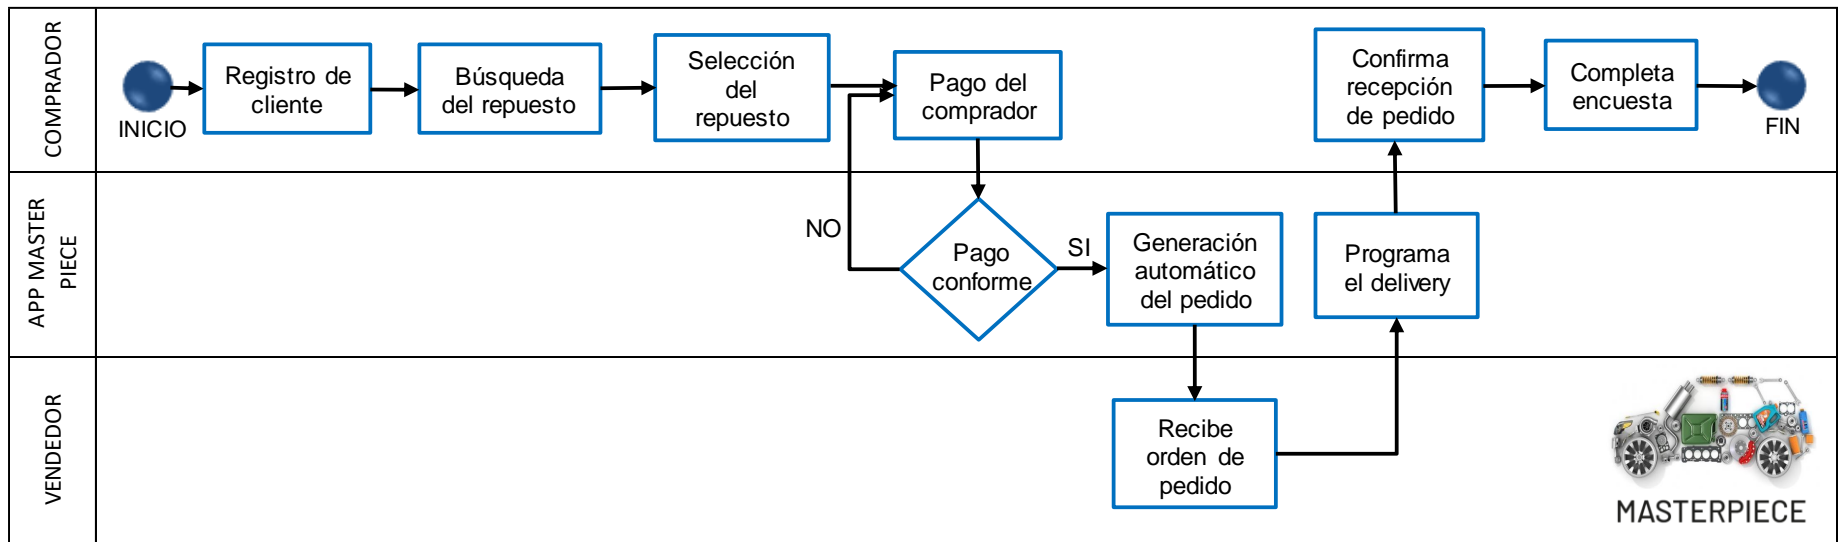 COMPRADOR
INICIO
Registro de
cliente
Búsqueda
del repuesto
Selección
del
repuesto
Pago del
comprador
Confirma
recepción
de pedido
Completa
encuesta
FIN
APP MASTER
PIECE
NO
Pago
conforme
SI
Generación
automático
del pedido
Programa
el delivery
VENDEDOR
Recibe
orden de
pedido
MASTERPIECE